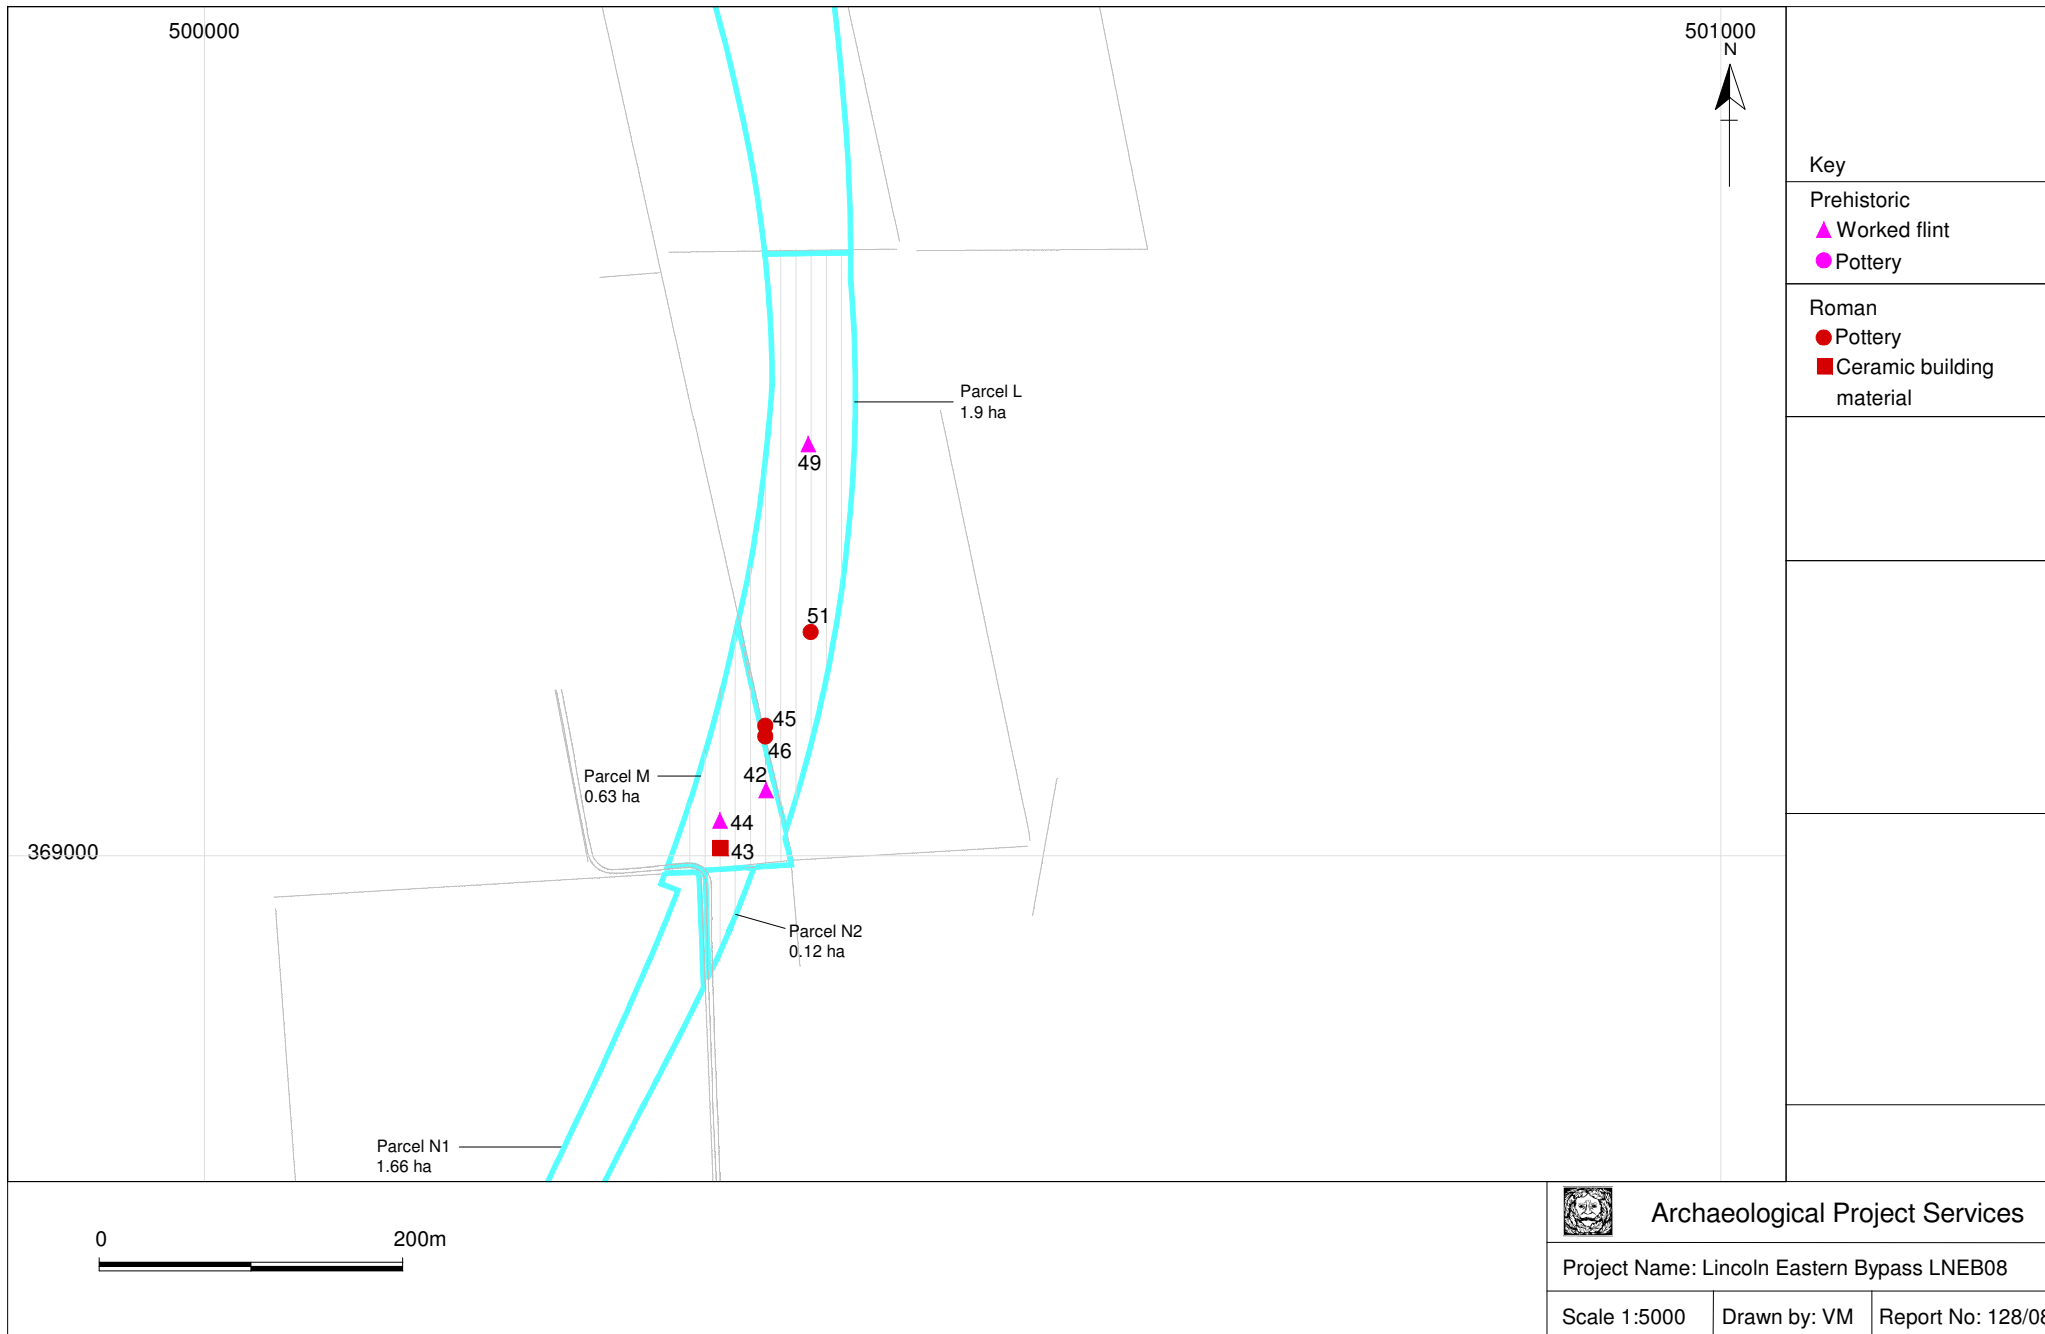 500000
501000
N
Key
Prehistoric
Worked flint
Pottery
Roman
Pottery
Ceramic building
material
Parcel L
1.9 ha
49
51
45
46
42
Parcel M
0.63 ha
44
43
369000
Parcel N2
0.12 ha
Parcel N1
1.66 ha
0 200m
Archaeological Project Services
Project Name: Lincoln Eastern Bypass LNEB08
Scale 1:5000 Drawn by: VM Report No: 128/08